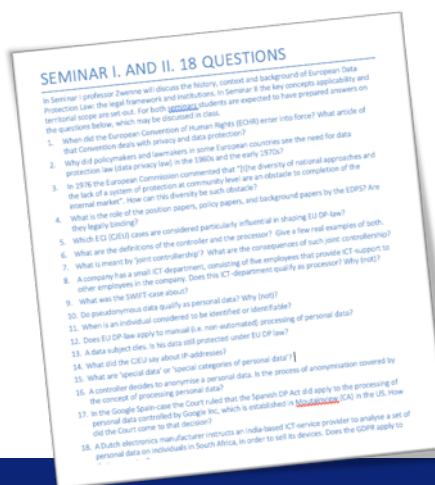 SEMINAR I. AND II. 18 QUESTIONS
In Seminar I professor Zwenne will discuss the history, context and background of European Data
Protection Law: the legal framework and institutions. In Seminar II the key concepts applicability and
territorial scope are set-out. For both seminars students are expected to have prepared answers on
the questions below, which may be discussed in class.
1. When did the European Convention of Human Rights (ECHR) enter into force? What article of
that Convention deals with privacy and data protection?
2. Why did policymakers and lawmakers in some European countries see the need for data
protection law (data privacy law) in the 1960s and the early 1970s?
3. In 1976 the European Commission commented that "[t]he diversity of national approaches and
the lack of a system of protection at community level are an obstacle to completion of the
internal market". How can this diversity be such obstacle?
4. What is the role of the position papers, policy papers, and background papers by the EDPS? Are
they legally binding?
5. Which ECJ (CJEU) cases are considered particularly influential in shaping EU DP-law?
6. What are the definitions of the controller and the processor? Give a few real examples of both.
7. What is meant by 'joint controllership'? What are the consequences of such joint controllership?
8. A company has a small ICT-department, consisting of five employees that provide ICT-support to
other employees in the company. Does this ICT-department qualify as processor? Why (not)?
9. What was the SWIFT-case about?
10. Do pseudonymous data qualify as personal data? Why (not)?
11. When is an individual considered to be identified or identifiable?
12. Does EU DP-law apply to manual (i.e. non-automated) processing of personal data?
13. A data subject dies. Is his data still protected under EU DP law?
14. What did the CJEU say about IP-addresses?
15. What are 'special data' or 'special categories of personal data'?
16. A controller decides to anonymise a personal data. Is the process of anonymisation covered by
the concept of processing personal data?
17. In the Google Spain-case the Court ruled that the Spanish DP Act did apply to the processing of
personal data controlled by Google Inc, which is established in (CA) in the US. How
did the Court come to that decision?
18. A Dutch electronics manufacturer instructs an India-based ICT-service provider to analyse a set of
personal data on individuals in South Africa, in order to sell its devices. Does the GDPR apply to